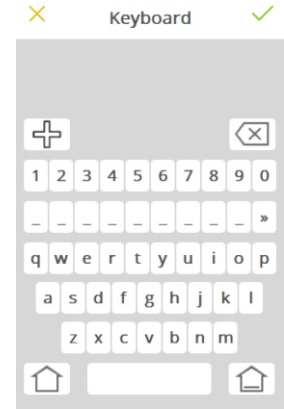 Keyboard
1 2 3 4 5 6 7 8 9 0
_ _ _ _ _ _ _ _ _ »
q w e r t y u i o p
a s d f g h j k l
z x c v b n m